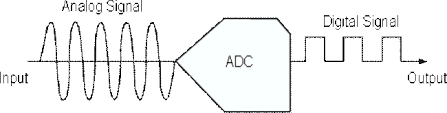 Analog Signal
Digital Signal
ADC
Input
Output